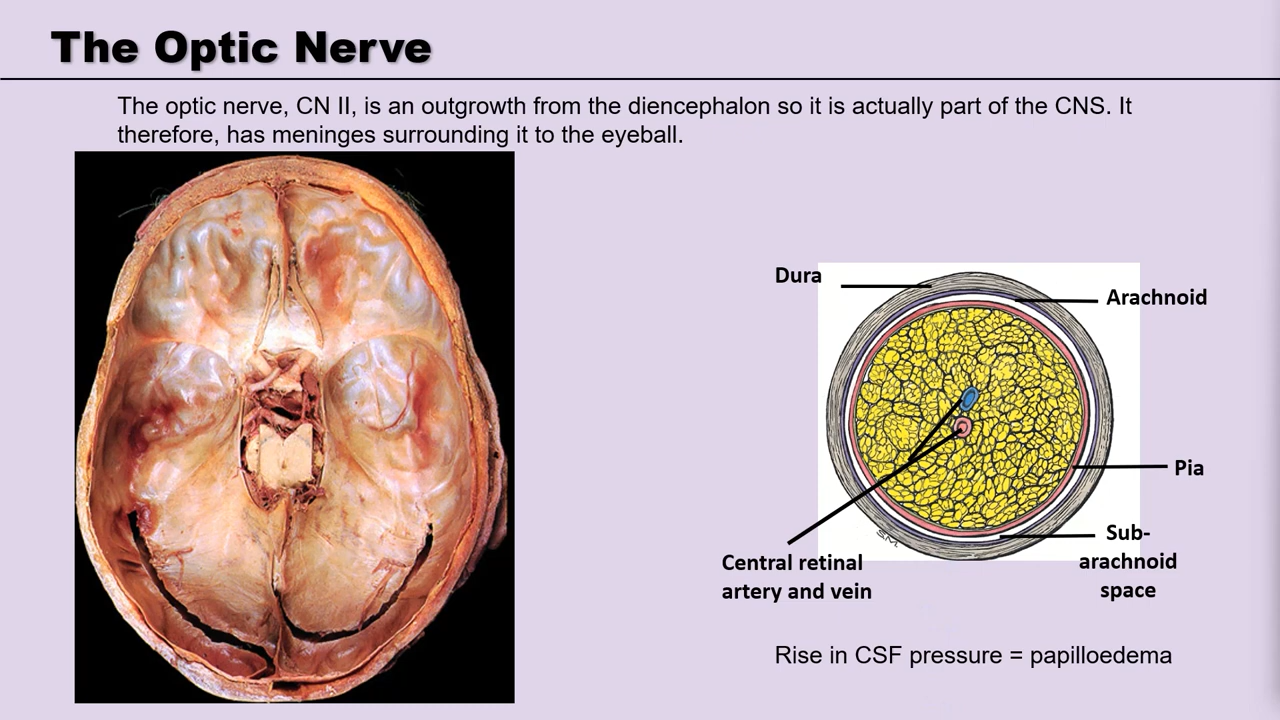 The Optic Nerve
The optic nerve, CN II, is an outgrowth from the diencephalon so it is actually part of the CNS. It
therefore, has meninges surrounding it to the eyeball.
Dura
Arachnoid
Pia
Sub-
arachnoid
space
Central retinal
artery and vein
Rise in CSF pressure = papilloedema